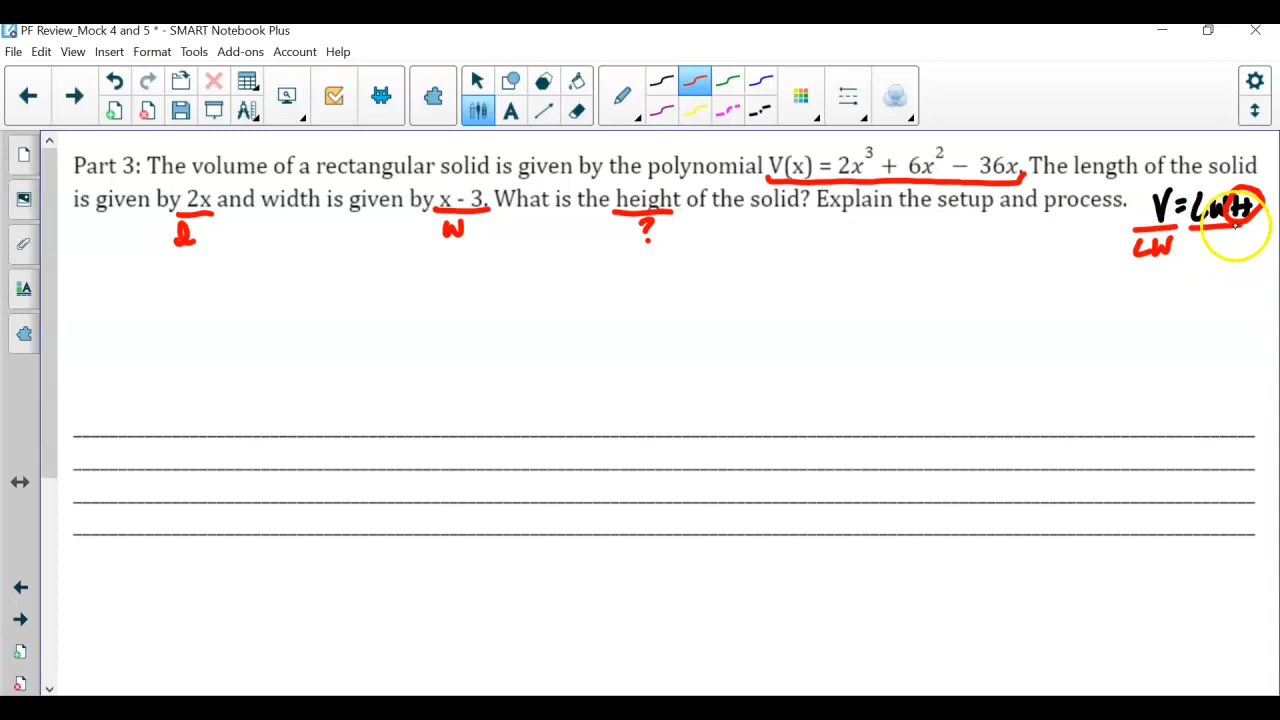 PF Review_Mock 4 and 5 * - SMART Notebook Plus
File Edit View Insert Format Tools Add-ons Account Help
Part 3: The volume of a rectangular solid is given by the polynomial V(x) = 2x³ + 6x² − 36x. The length of the solid
is given by 2x and width is given by x - 3. What is the height of the solid? Explain the setup and process.
V = LWH
l W ? LW